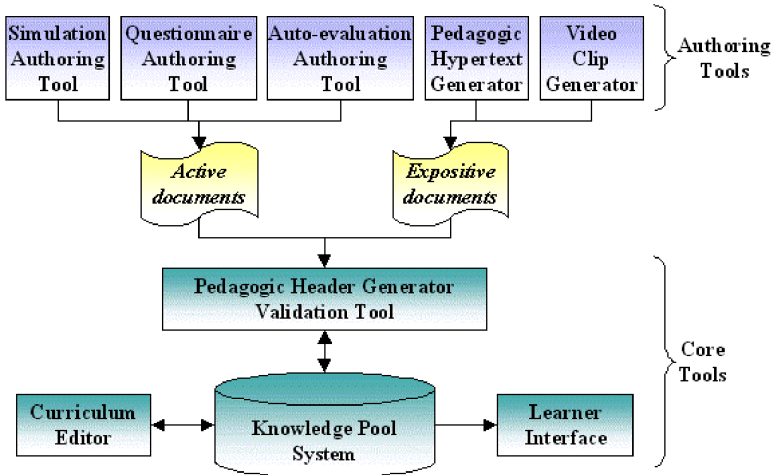 Simulation
Authoring
Tool
Questionnaire
Authoring
Tool
Auto-evaluation
Authoring
Tool
Pedagogic
Hypertext
Generator
Video
Clip
Generator
Authoring
Tools
Active
documents
Expositive
documents
Pedagogic Header Generator
Validation Tool
Core
Tools
Curriculum
Editor
Knowledge Pool
System
Learner
Interface